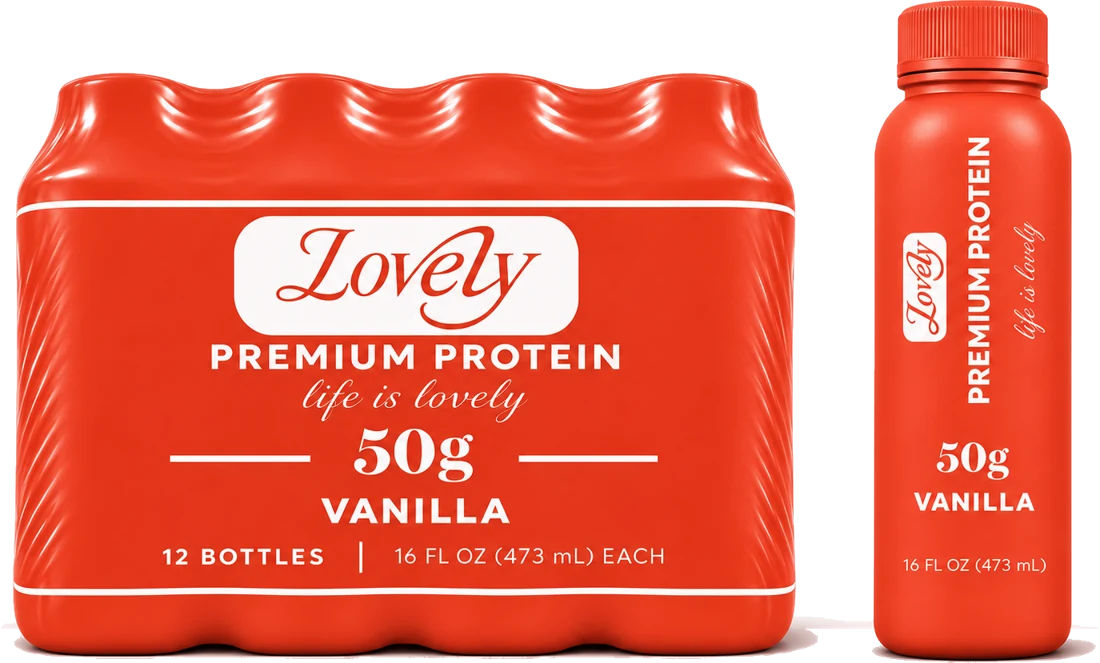 Lovely
PREMIUM PROTEIN
life is lovely
50g
VANILLA
12 BOTTLES | 16 FL OZ (473 mL) EACH
Lovely
PREMIUM PROTEIN
life is lovely
50g
VANILLA
16 FL OZ (473 mL)